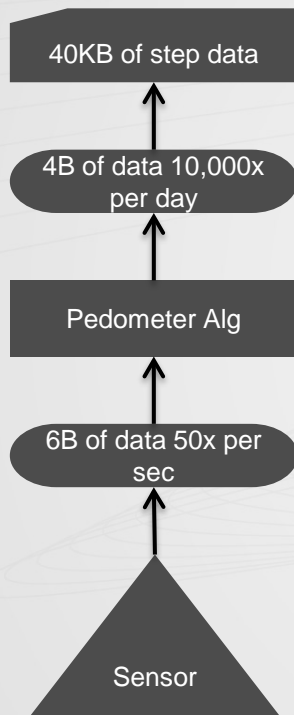 40KB of step data
4B of data 10,000x
per day
Pedometer Alg
6B of data 50x per
sec
Sensor